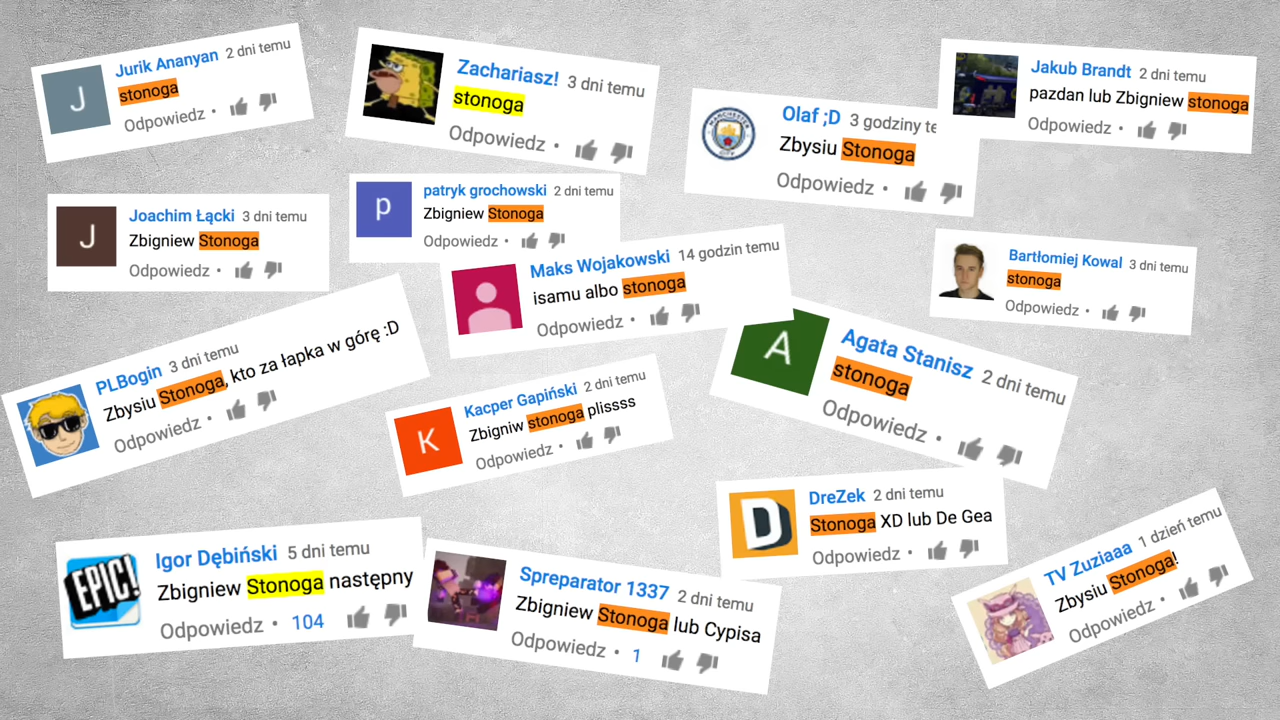 Jurik Ananyan 2 dni temu
stonoga
Odpowiedz
J
Zachariasz! 3 dni temu
stonoga
Odpowiedz
MANCHESTER
CITY
Olaf ;D 3 godziny te
Zbysiu Stonoga
Odpowiedz
Jakub Brandt 2 dni temu
pazdan lub Zbigniew stonoga
Odpowiedz
J
Joachim Łącki 3 dni temu
Zbigniew Stonoga
Odpowiedz
p
patryk grochowski 2 dni temu
Zbigniew Stonoga
Odpowiedz
Maks Wojakowski 14 godzin temu
isamu albo stonoga
Odpowiedz
Bartłomiej Kowal 3 dni temu
stonoga
Odpowiedz
PLBogin 3 dni temu
Zbysiu Stonoga, kto za łapka w górę :D
Odpowiedz
K
Kacper Gapiński 2 dni temu
Zbigniw stonoga plissss
Odpowiedz
A
Agata Stanisz 2 dni temu
stonoga
Odpowiedz
D
DreZek 2 dni temu
Stonoga XD lub De Gea
Odpowiedz
EPIC!
Igor Dębiński 5 dni temu
Zbigniew Stonoga następny
Odpowiedz 104
Spreparator 1337 2 dni temu
Zbigniew Stonoga lub Cypisa
Odpowiedz 1
TV Zuziaaa 1 dzień temu
Zbysiu Stonoga!
Odpowiedz